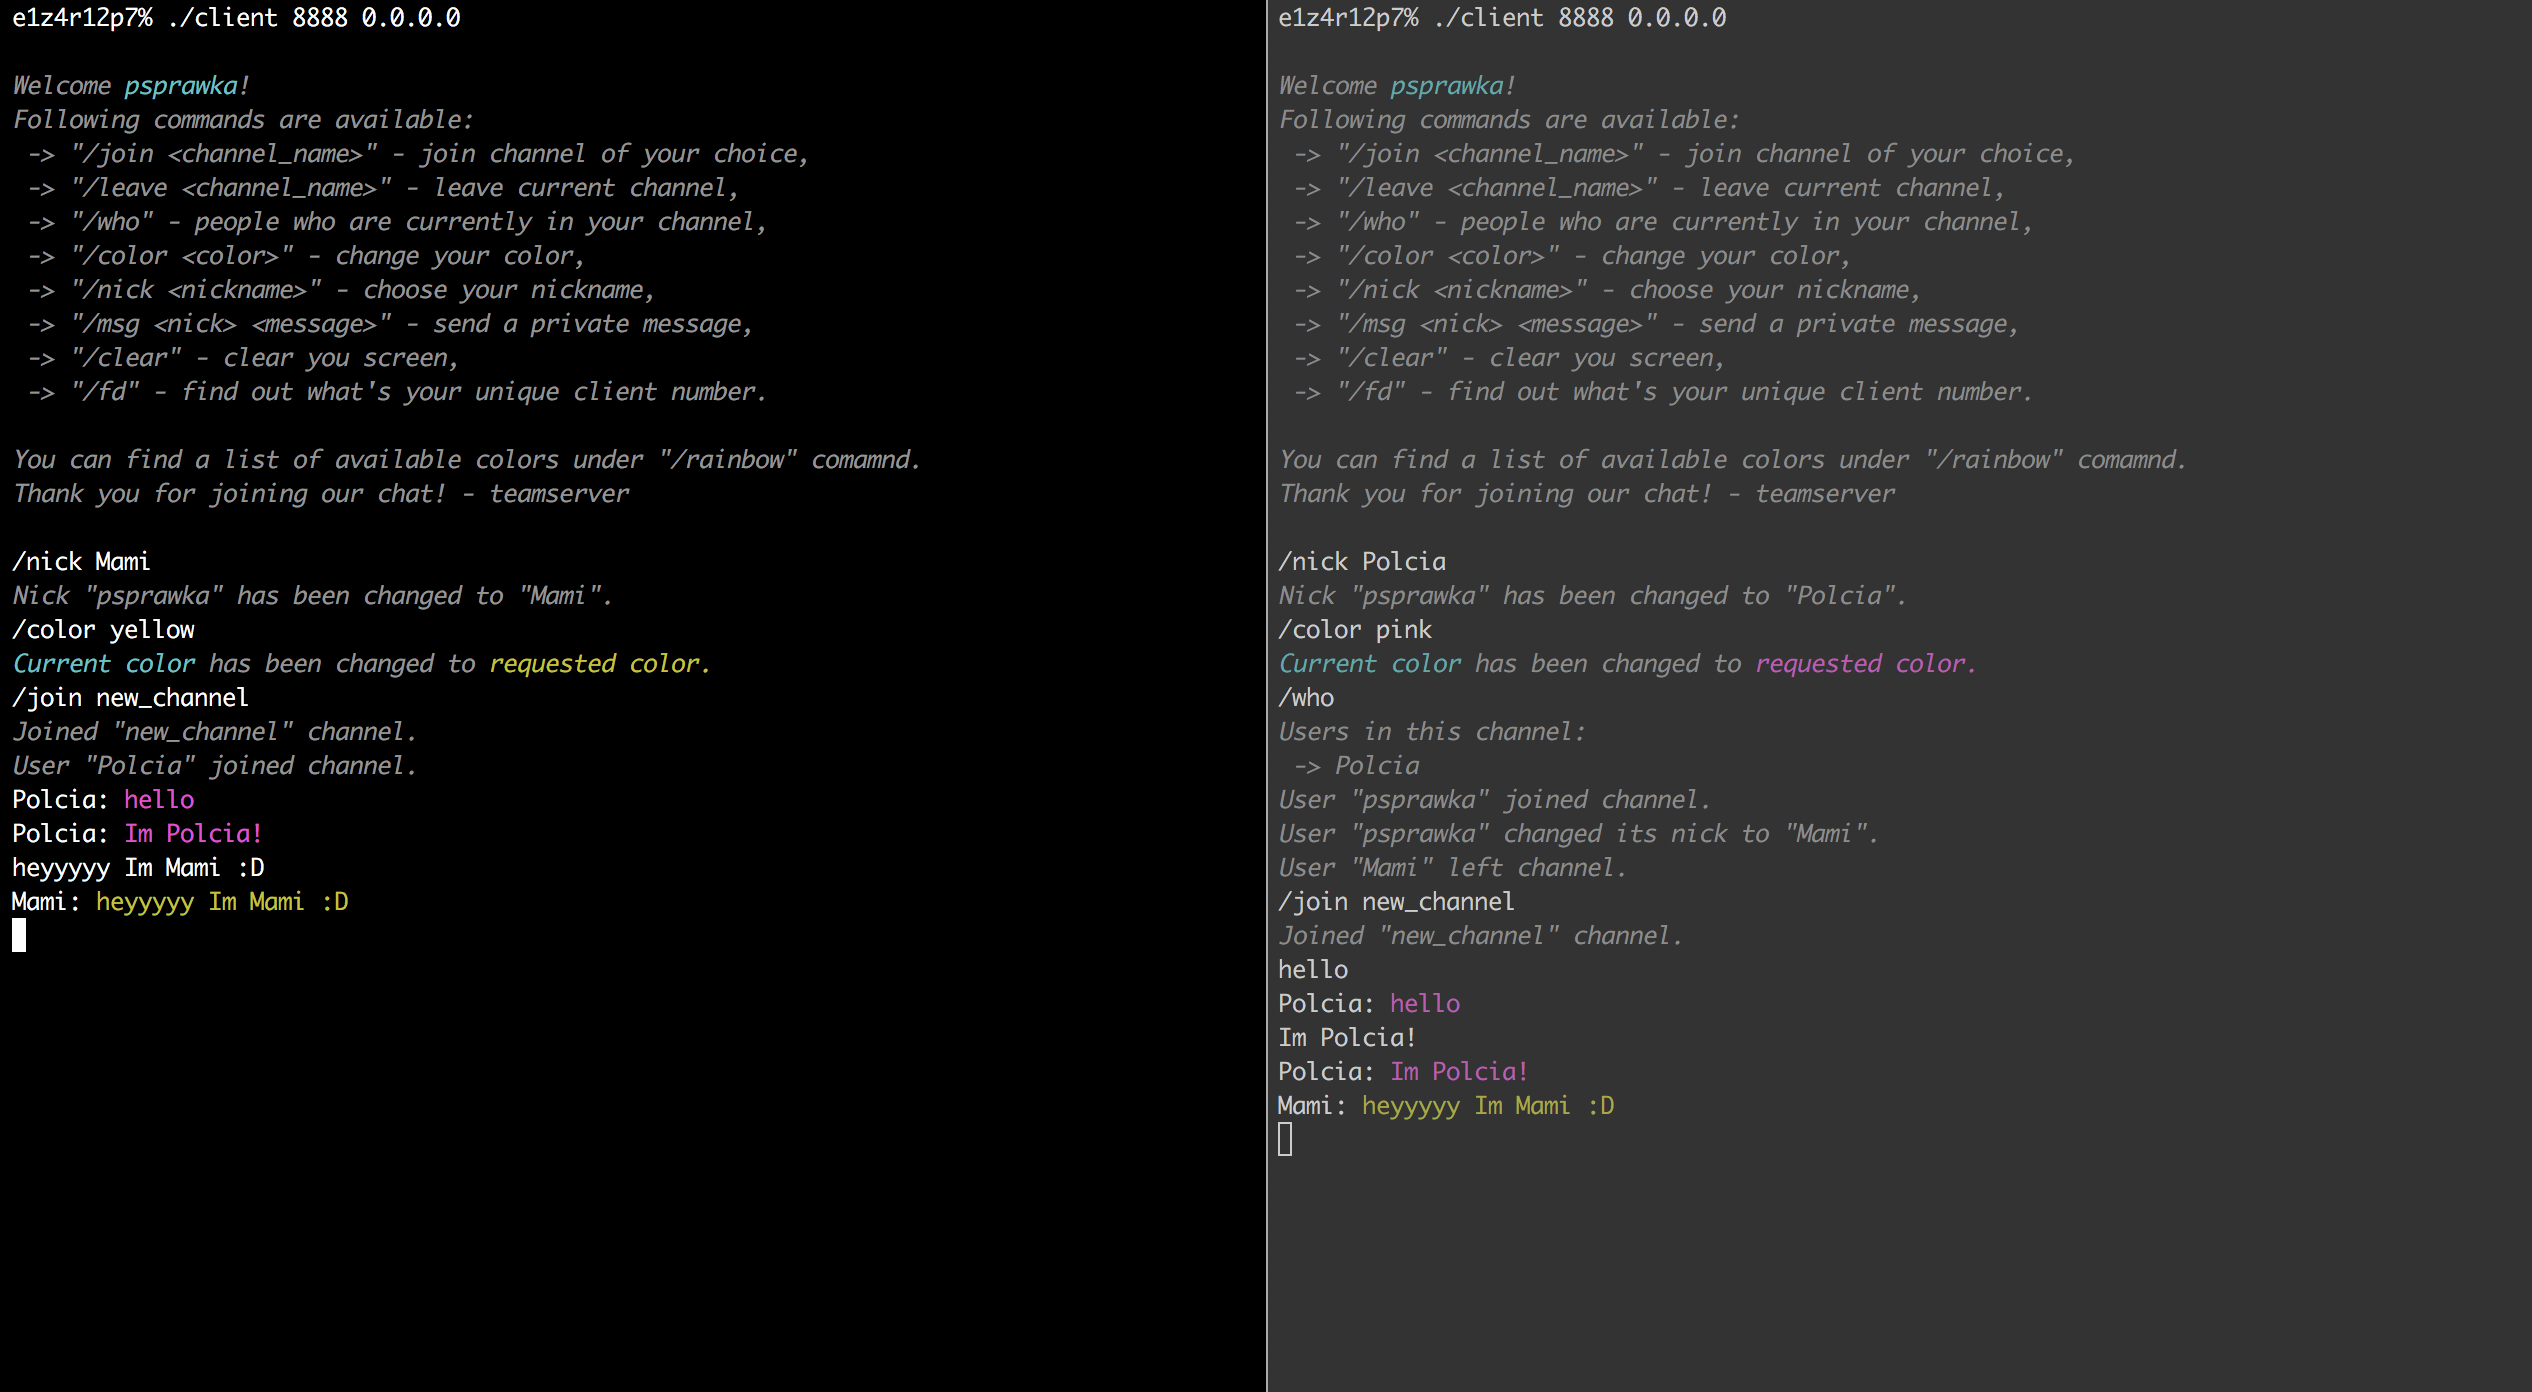 e1z4r12p7% ./client 8888 0.0.0.0
Welcome psprawka!
Following commands are available:
-> "/join <channel_name>" - join channel of your choice,
-> "/leave <channel_name>" - leave current channel,
-> "/who" - people who are currently in your channel,
-> "/color <color>" - change your color,
-> "/nick <nickname>" - choose your nickname,
-> "/msg <nick> <message>" - send a private message,
-> "/clear" - clear you screen,
-> "/fd" - find out what's your unique client number.
You can find a list of available colors under "/rainbow" comamnd.
Thank you for joining our chat! - teamserver
/nick Mami
Nick "psprawka" has been changed to "Mami".
/color yellow
Current color has been changed to requested color.
/join new_channel
Joined "new_channel" channel.
User "Polcia" joined channel.
Polcia: hello
Polcia: Im Polcia!
heyyyyy Im Mami :D
Mami: heyyyyy Im Mami :D
e1z4r12p7% ./client 8888 0.0.0.0
Welcome psprawka!
Following commands are available:
-> "/join <channel_name>" - join channel of your choice,
-> "/leave <channel_name>" - leave current channel,
-> "/who" - people who are currently in your channel,
-> "/color <color>" - change your color,
-> "/nick <nickname>" - choose your nickname,
-> "/msg <nick> <message>" - send a private message,
-> "/clear" - clear you screen,
-> "/fd" - find out what's your unique client number.
You can find a list of available colors under "/rainbow" comamnd.
Thank you for joining our chat! - teamserver
/nick Polcia
Nick "psprawka" has been changed to "Polcia".
/color pink
Current color has been changed to requested color.
/who
Users in this channel:
-> Polcia
User "psprawka" joined channel.
User "psprawka" changed its nick to "Mami".
User "Mami" left channel.
/join new_channel
Joined "new_channel" channel.
hello
Polcia: hello
Im Polcia!
Polcia: Im Polcia!
Mami: heyyyyy Im Mami :D